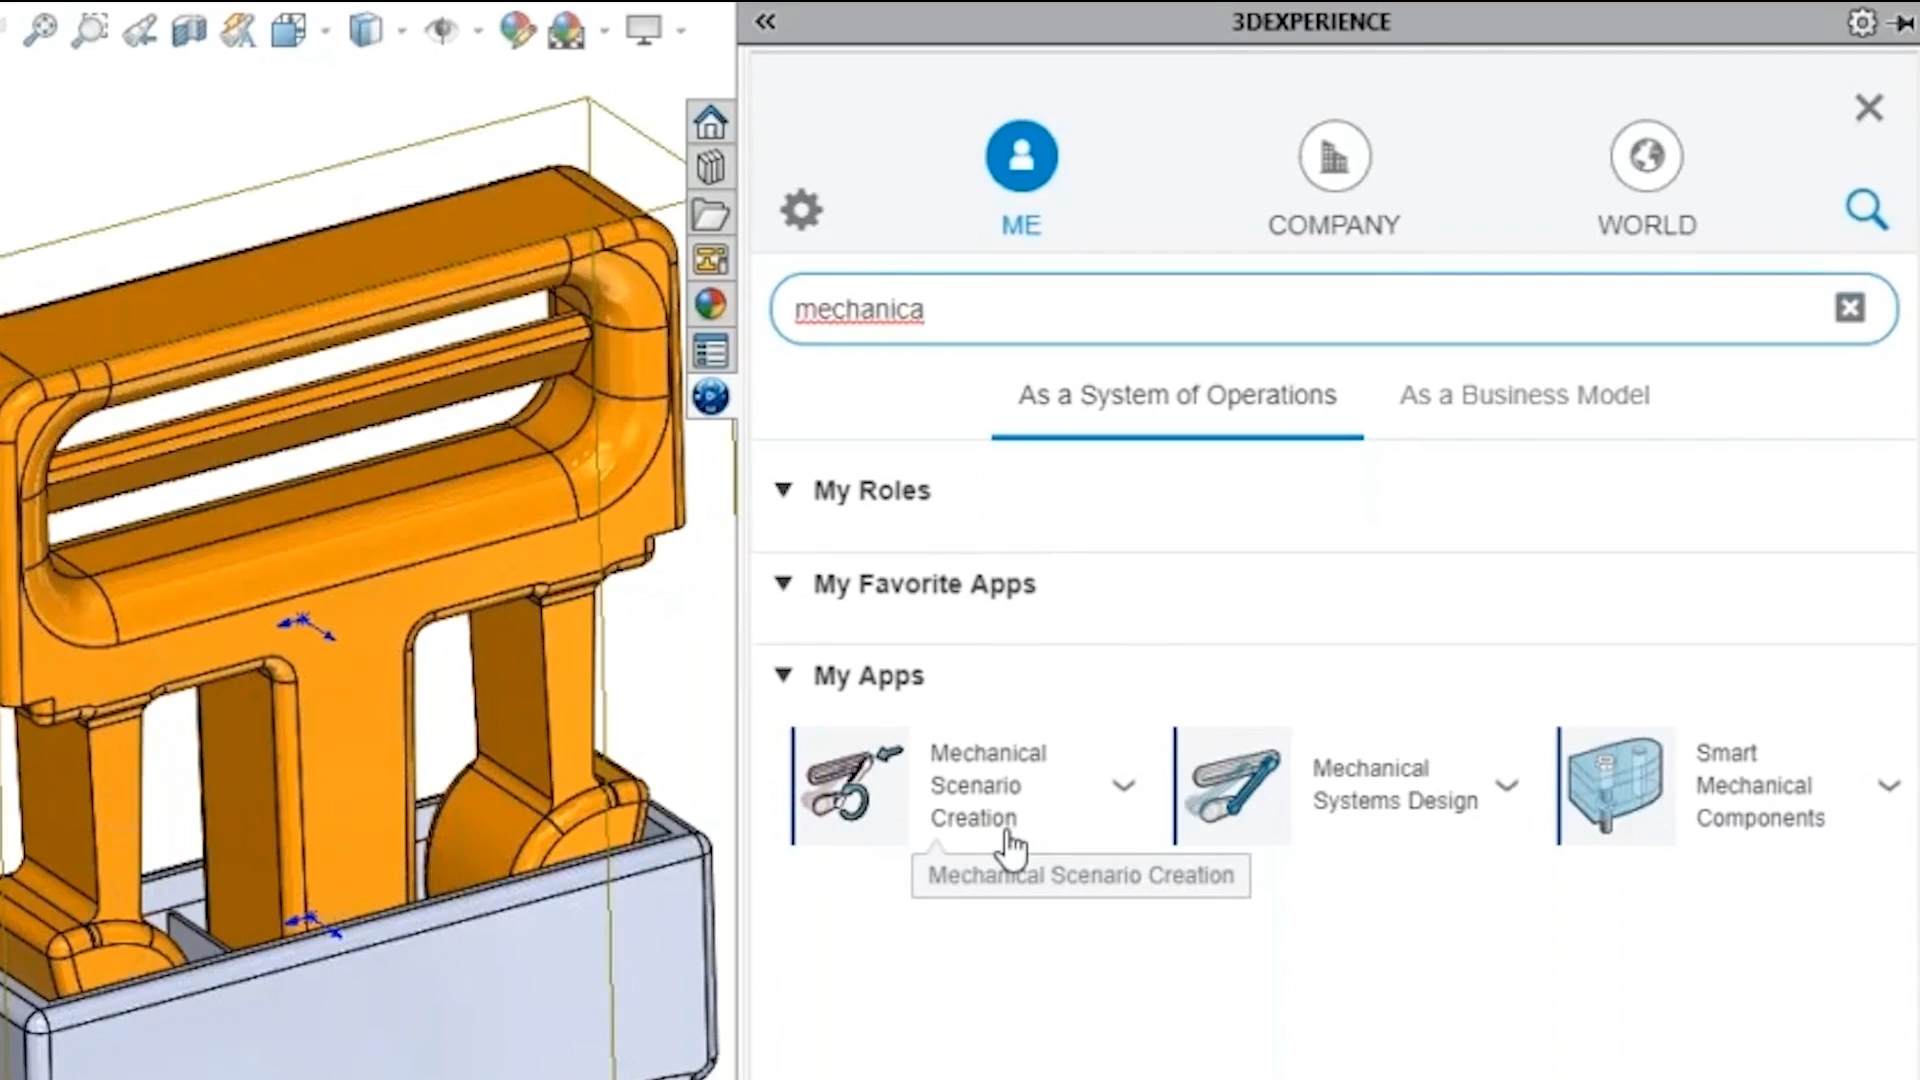 3DEXPERIENCE
ME
COMPANY
WORLD
mechanica
As a System of Operations
As a Business Model
My Roles
My Favorite Apps
My Apps
Mechanical
Scenario
Creation
Mechanical
Systems Design
Smart
Mechanical
Components
Mechanical Scenario Creation